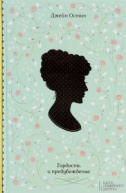 Джейн Остин
Гордость
и предубеждение